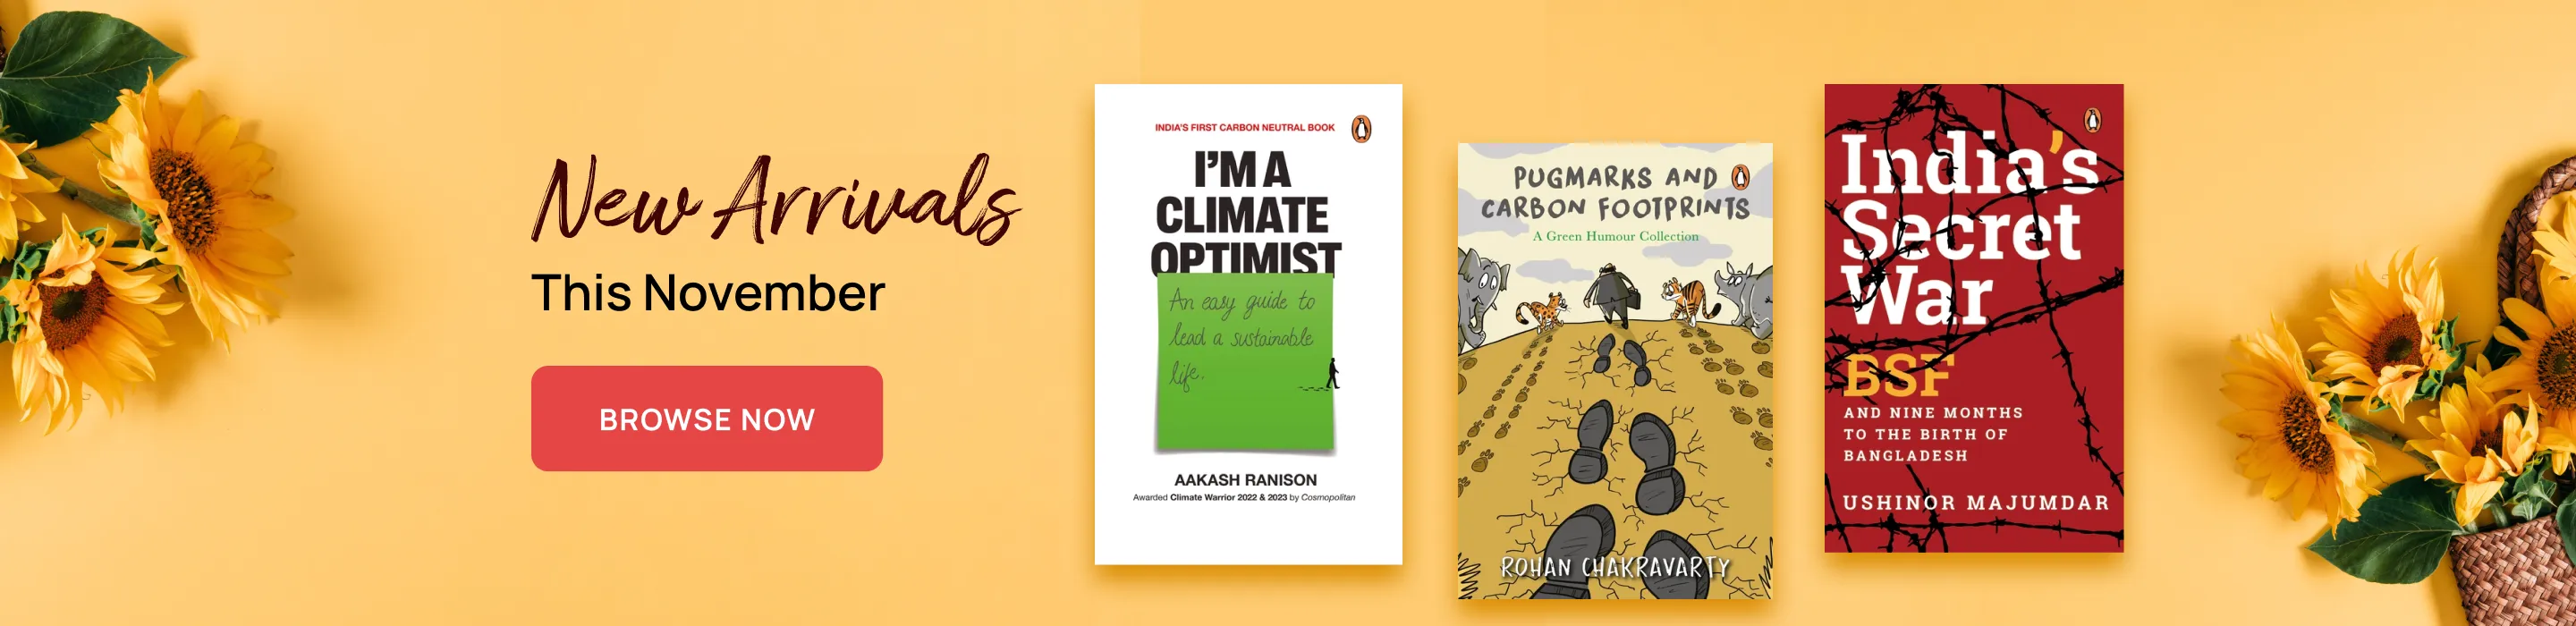 New Arrivals
This November
BROWSE NOW
INDIA'S FIRST CARBON NEUTRAL BOOK
I'M A
CLIMATE
OPTIMIST
An easy guide to
lead a sustainable
life.
AAKASH RANISON
Awarded Climate Warrior 2022 & 2023 by Cosmopolitan
PUGMARKS AND
CARBON FOOTPRINTS
A Green Humour Collection
ROHAN CHAKRAVARTY
India's
Secret
War
BSF
AND NINE MONTHS
TO THE BIRTH OF
BANGLADESH
USHINOR MAJUMDAR